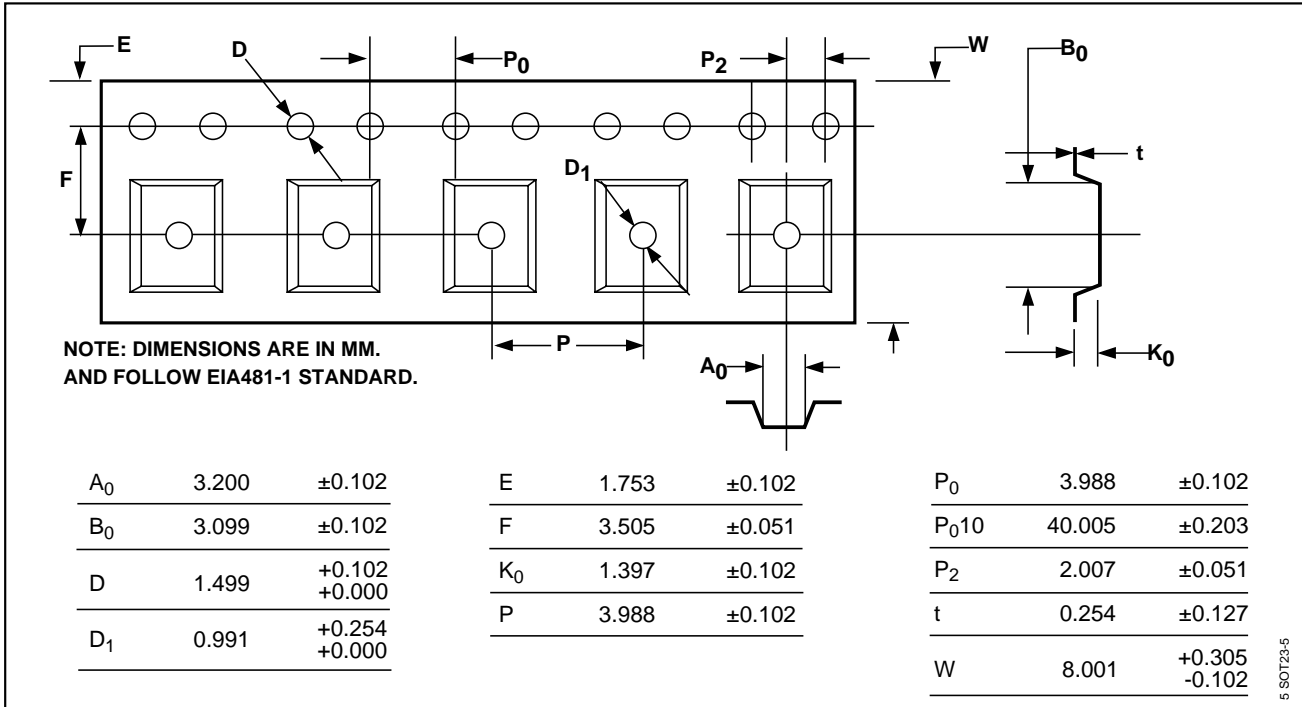 E
D
P0
P2
W
B0
t
F
D1
P
A0
K0
NOTE: DIMENSIONS ARE IN MM.
AND FOLLOW EIA481-1 STANDARD.
A0 3.200 ±0.102
B0 3.099 ±0.102
D 1.499 +0.102
+0.000
D1 0.991 +0.254
+0.000
E 1.753 ±0.102
F 3.505 ±0.051
K0 1.397 ±0.102
P 3.988 ±0.102
P0 3.988 ±0.102
P010 40.005 ±0.203
P2 2.007 ±0.051
t 0.254 ±0.127
W 8.001 +0.305
-0.102
5 SOT23-5